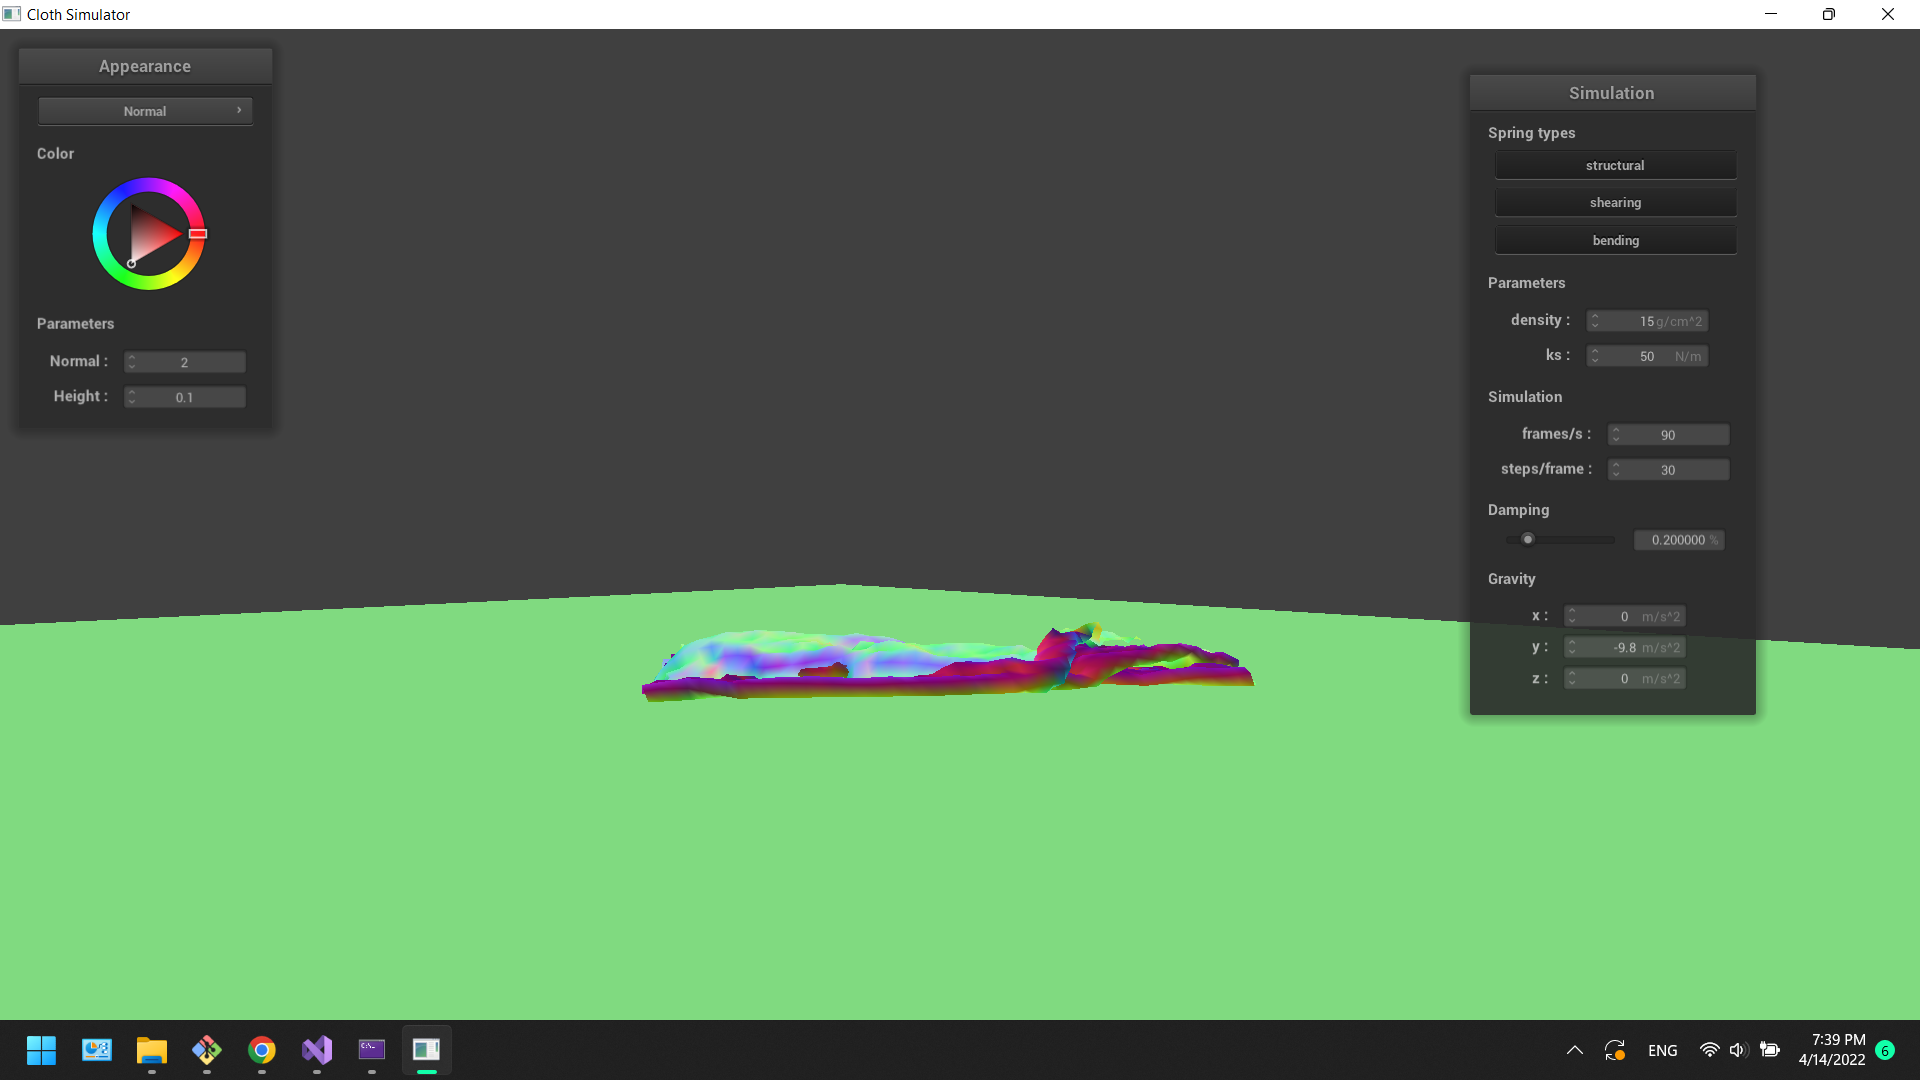 Cloth Simulator
Appearance
Normal
Color
Parameters
Normal : 2
Height : 0.1
Simulation
Spring types
structural
shearing
bending
Parameters
density : 15 g/cm^2
ks : 50 N/m
Simulation
frames/s : 90
steps/frame : 30
Damping
0.200000 %
Gravity
x : 0 m/s^2
y : -9.8 m/s^2
z : 0 m/s^2
ENG
7:39 PM
4/14/2022
6